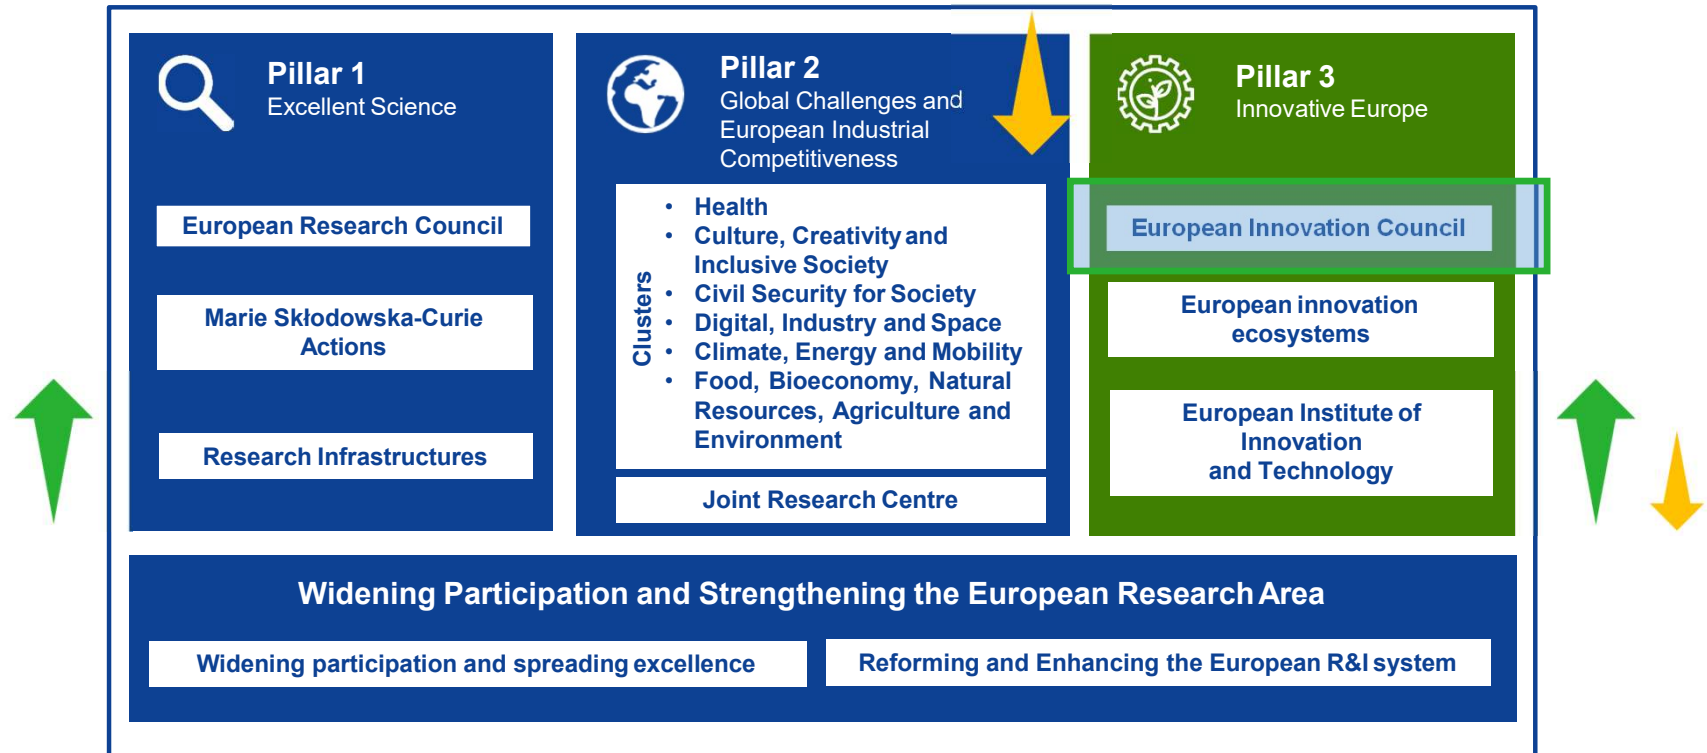 Pillar 1
Excellent Science
European Research Council
Marie Skłodowska-Curie
Actions
Research Infrastructures
Pillar 2
Global Challenges and
European Industrial
Competitiveness
Clusters
• Health
• Culture, Creativity and
Inclusive Society
• Civil Security for Society
• Digital, Industry and Space
• Climate, Energy and Mobility
• Food, Bioeconomy, Natural
Resources, Agriculture and
Environment
Joint Research Centre
Pillar 3
Innovative Europe
European Innovation Council
European innovation
ecosystems
European Institute of
Innovation
and Technology
Widening Participation and Strengthening the European Research Area
Widening participation and spreading excellence
Reforming and Enhancing the European R&I system